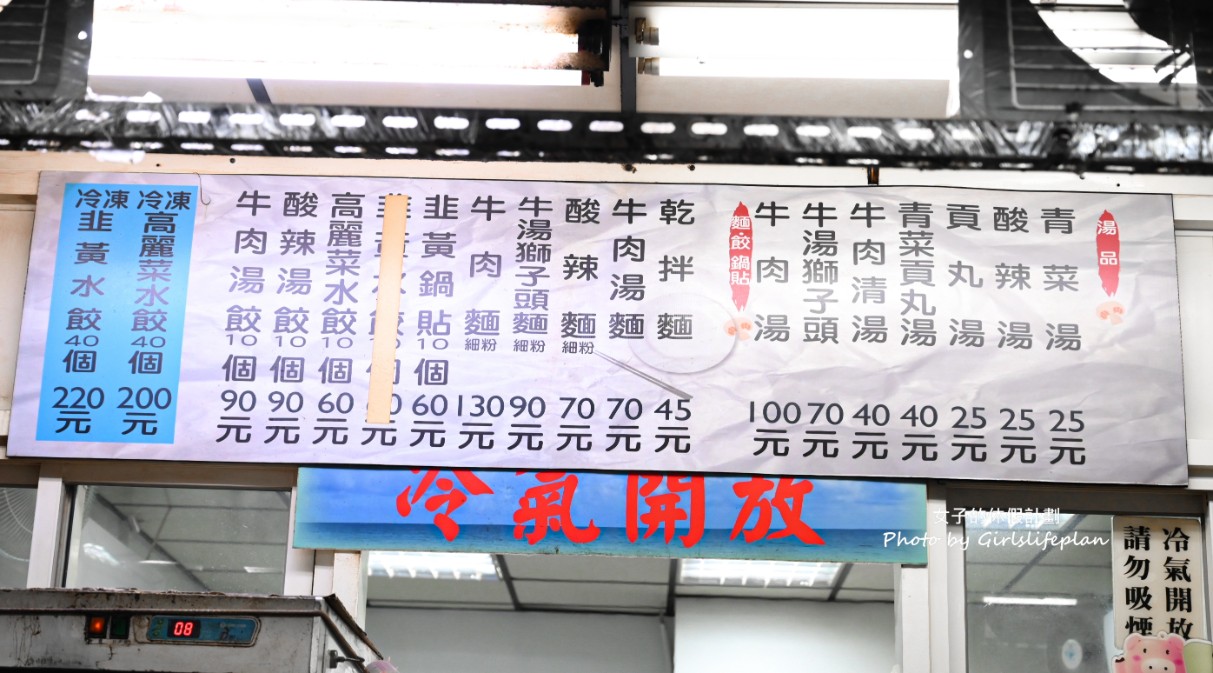 湯品
青菜湯 25元
酸辣湯 25元
貢丸湯 25元
青菜貢丸湯 40元
牛肉清湯 40元
牛湯獅子頭 70元
牛肉湯 100元
麵.餃.鍋貼
乾拌麵 45元
牛肉湯麵 70元
酸辣麵 細粉 70元
牛湯獅子頭麵 細粉 90元
牛肉麵 細粉 130元
韭黃鍋貼 10個 60元
元
高麗菜水餃 10個 60元
酸辣湯餃 10個 90元
牛肉湯餃 10個 90元
冷凍 高麗菜水餃 40個 200元
冷凍 韭黃水餃 40個 220元
冷氣開放
女子的休假計劃
Photo by Girlslifeplan
冷氣開放
請勿吸煙
08